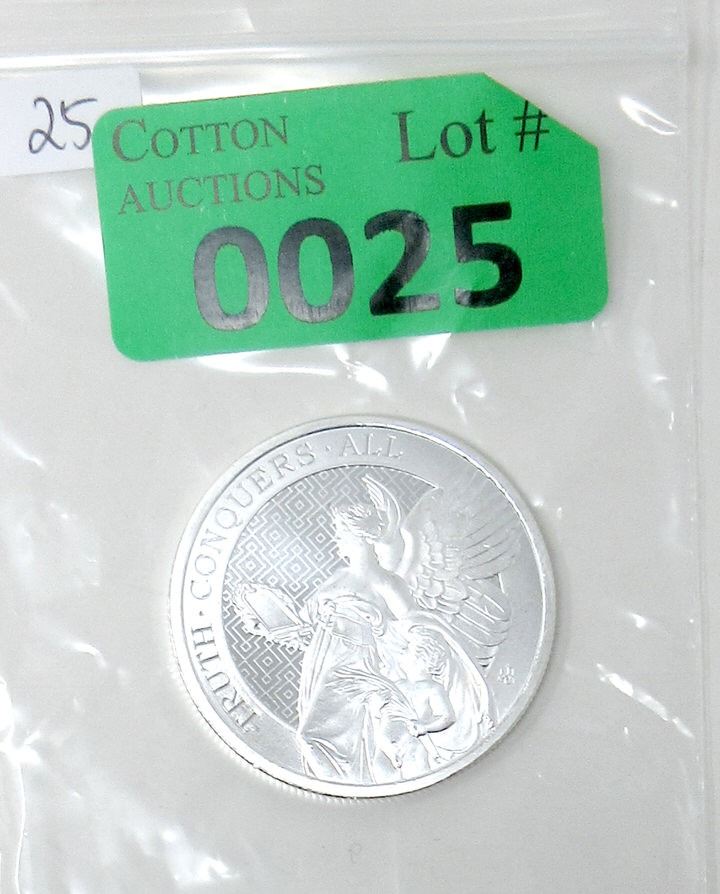 25
COTTON
AUCTIONS
Lot #
0025
TRUTH · CONQUERS · ALL